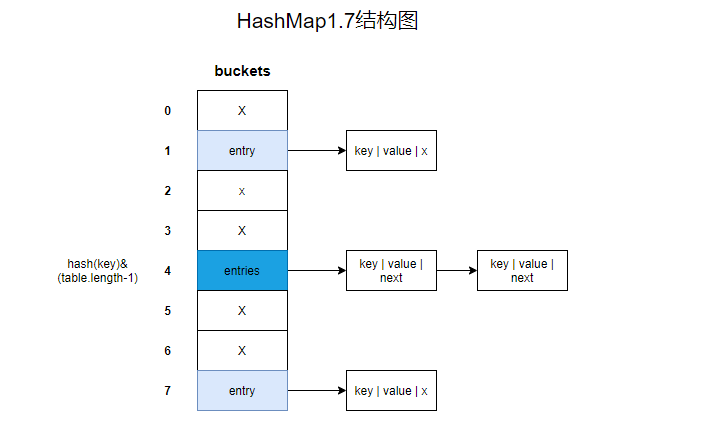 HashMap1.7结构图
buckets
0
X
1
entry
key | value | x
2
x
3
X
hash(key)&
(table.length-1)
4
entries
key | value |
next
key | value |
next
5
X
6
X
7
entry
key | value | x